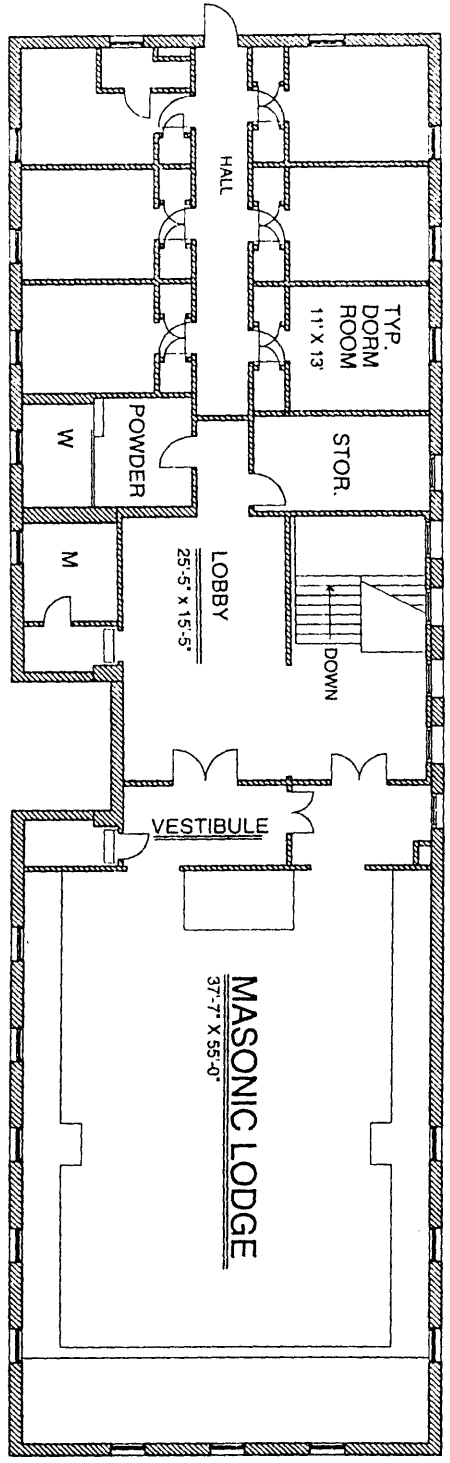 HALL
TYP.
DORM
ROOM
11' X 13'
POWDER
W
STOR.
M
LOBBY
25'-5" x 15'-5"
DOWN
VESTIBULE
MASONIC LODGE
37'-7" X 55'-0"